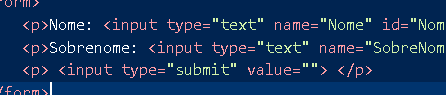 form>
<p>Nome: <input type="text" name="Nome" id="Nom
<p>Sobrenome: <input type="text" name="SobreNom
<p> <input type="submit" value=""> </p>
/form>